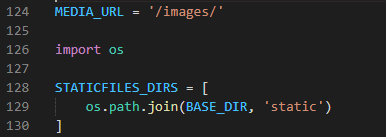 124 MEDIA_URL = '/images/'
125
126 import os
127
128 STATICFILES_DIRS = [
129     os.path.join(BASE_DIR, 'static')
130 ]